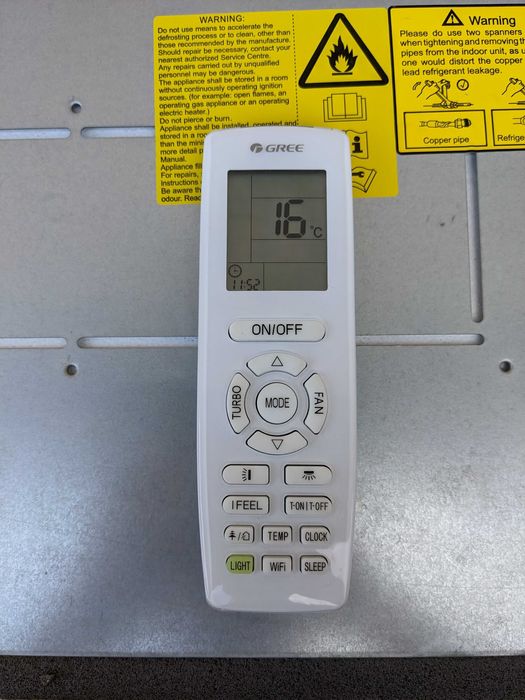 WARNING:
Do not use means to accelerate the
defrosting process or to clean, other than
those recommended by the manufacture.
Should repair be necessary, contact your
nearest authorized Service Centre.
Any repairs carried out by unqualified
personnel may be dangerous.
The appliance shall be stored in a room
without continuously operating ignition
sources. (for example: open flames, an
operating gas appliance or an operating
electric heater.)
Do not pierce or burn.
Appliance shall be installed, operated and
stored in a
than the
more detail
Manual.
Appliance
For repairs,
Instructions
Be aware
odour. Read
Warning
Please do use two spanners
when tightening and removing
pipes from the indoor unit, as
one would distort the copper
lead refrigerant leakage.
Copper pipe
GREE
16 °C
11:52
ON/OFF
TURBO
MODE
FAN
I FEEL
T-ON|T-OFF
TEMP
CLOCK
LIGHT
WiFi
SLEEP